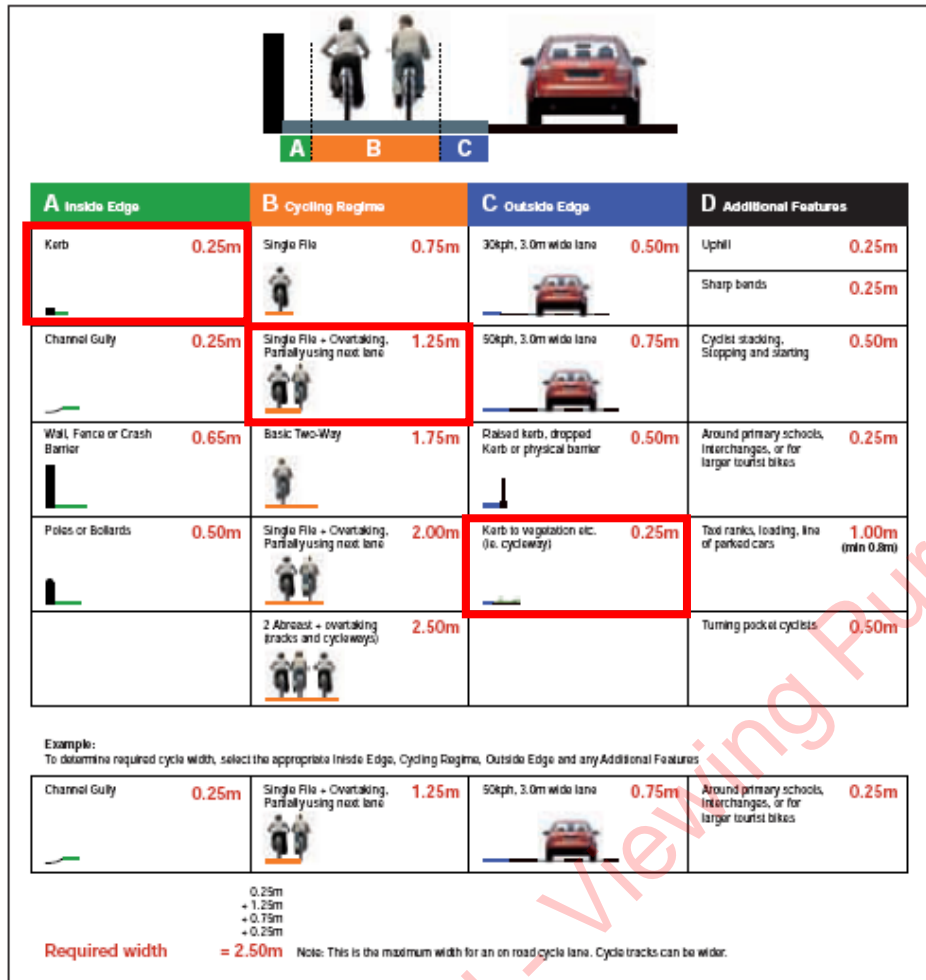 A B C
A Inside Edge
B Cycling Regime
C Outside Edge
D Additional Features
Kerb 0.25m
Single File 0.75m
30kph, 3.0m wide lane 0.50m
Uphill 0.25m
Sharp bends 0.25m
Channel Gully 0.25m
Single File + Overtaking, 1.25m
Partially using next lane
50kph, 3.0m wide lane 0.75m
Cyclist stacking, 0.50m
Stopping and starting
Wall, Fence or Crash 0.65m
Barrier
Basic Two-Way 1.75m
Raised kerb, dropped 0.50m
Kerb or physical barrier
Around primary schools, 0.25m
Interchanges, or for
larger tourist bikes
Poles or Bollards 0.50m
Single File + Overtaking, 2.00m
Partially using next lane
Kerb to vegetation etc. 0.25m
(ie. cycleway)
Taxi ranks, loading, line 1.00m
of parked cars (min 0.8m)
2 Abreast + overtaking 2.50m
(tracks and cycleways)
Turning pocket cyclists 0.50m
Example:
To determine required cycle width, select the appropriate Inisde Edge, Cycling Regime, Outside Edge and any Additional Features
Channel Gully 0.25m
Single File + Overtaking, 1.25m
Partially using next lane
50kph, 3.0m wide lane 0.75m
Around primary schools, 0.25m
Interchanges, or for
larger tourist bikes
0.25m
+ 1.25m
+ 0.75m
+ 0.25m
Required width = 2.50m Note: This is the maximum width for an on road cycle lane. Cycle tracks can be wider.
- Viewing Pur